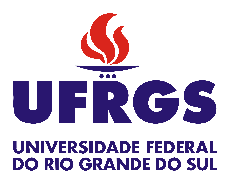 UFRGS
UNIVERSIDADE FEDERAL
DO RIO GRANDE DO SUL